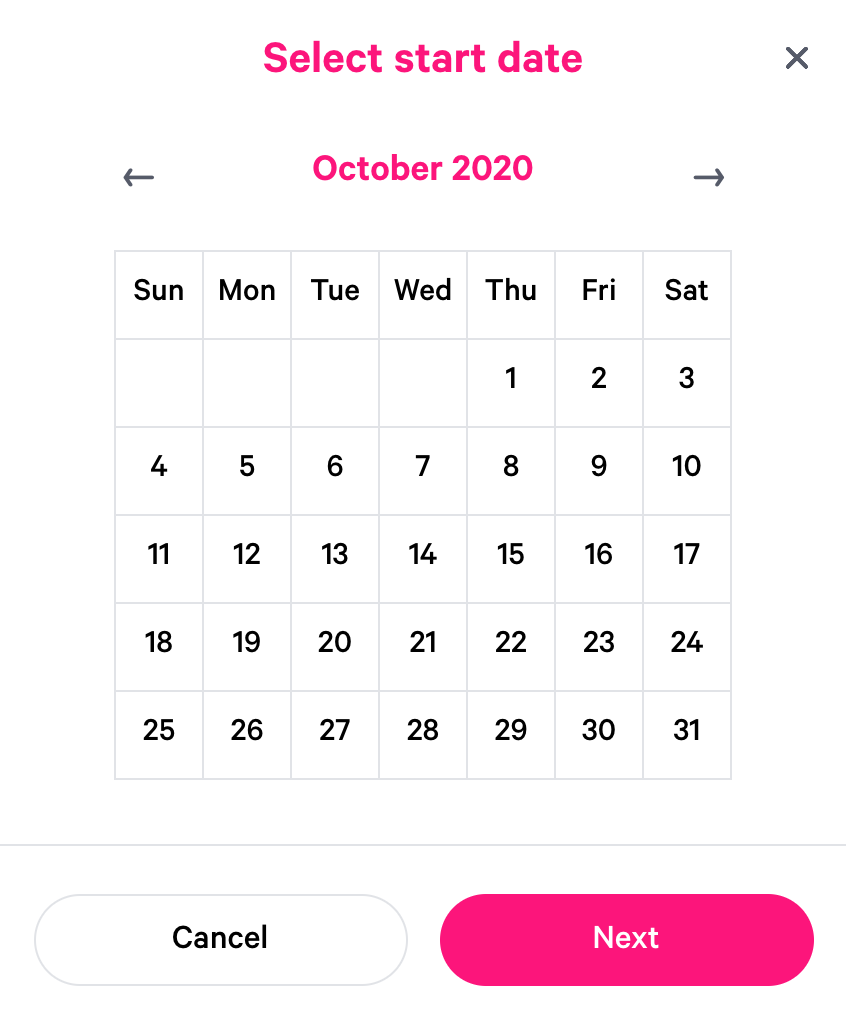 Select start date
October 2020
Sun Mon Tue Wed Thu Fri Sat
1 2 3
4 5 6 7 8 9 10
11 12 13 14 15 16 17
18 19 20 21 22 23 24
25 26 27 28 29 30 31
Cancel Next